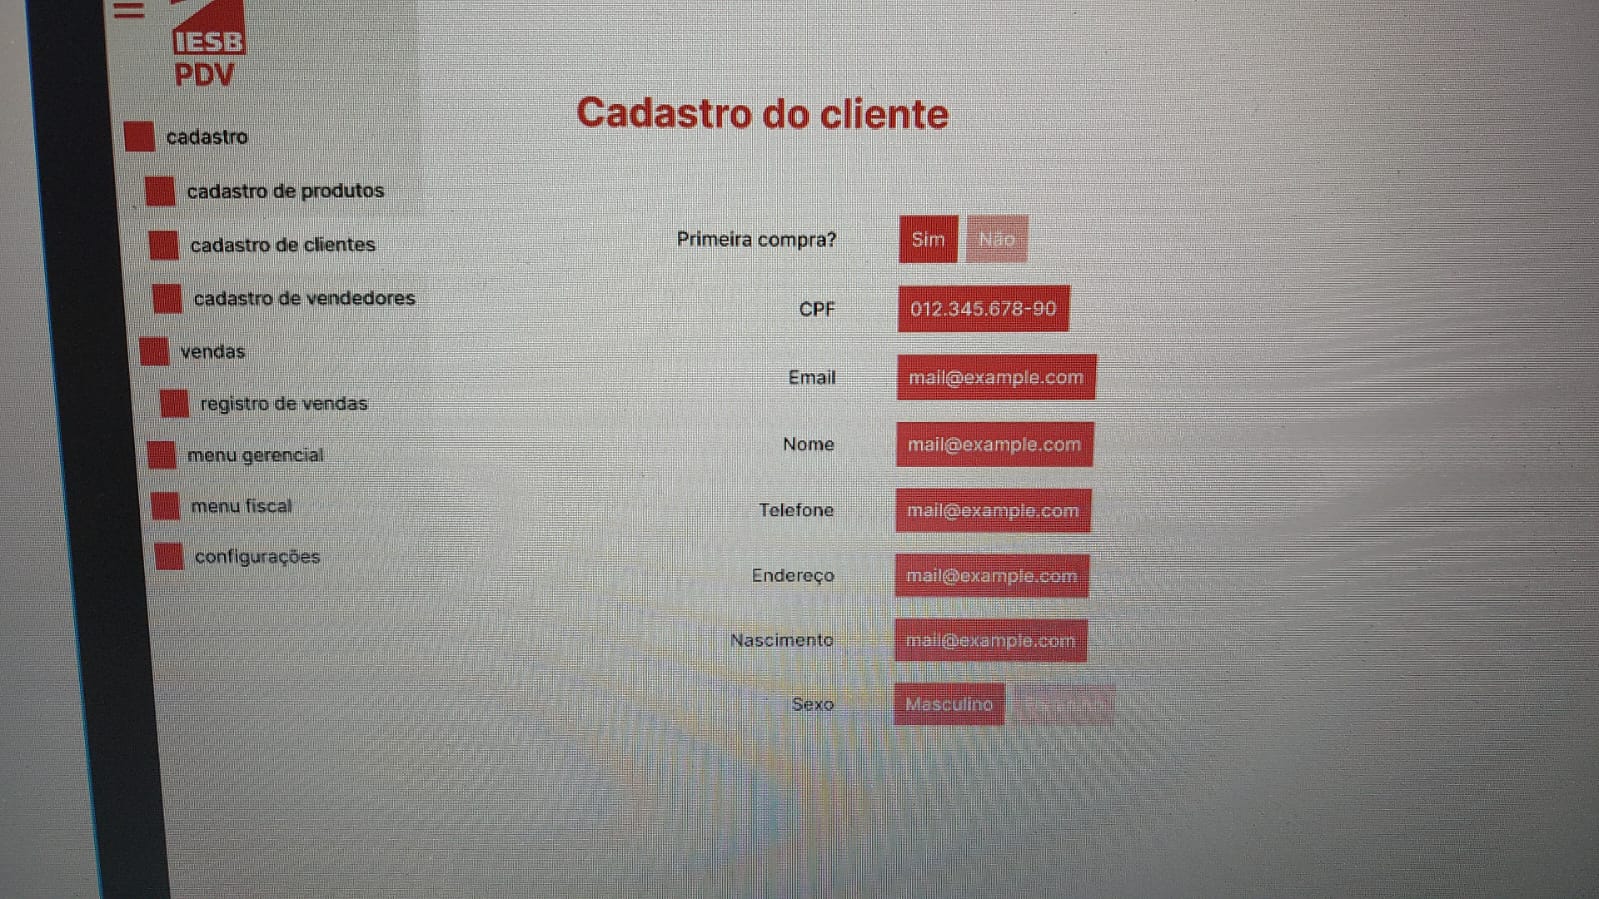 IESB
PDV
cadastro
cadastro de produtos
cadastro de clientes
cadastro de vendedores
vendas
registro de vendas
menu gerencial
menu fiscal
configurações
Cadastro do cliente
Primeira compra? Sim Não
CPF 012.345.678-90
Email mail@example.com
Nome mail@example.com
Telefone mail@example.com
Endereço mail@example.com
Nascimento mail@example.com
Sexo Masculino